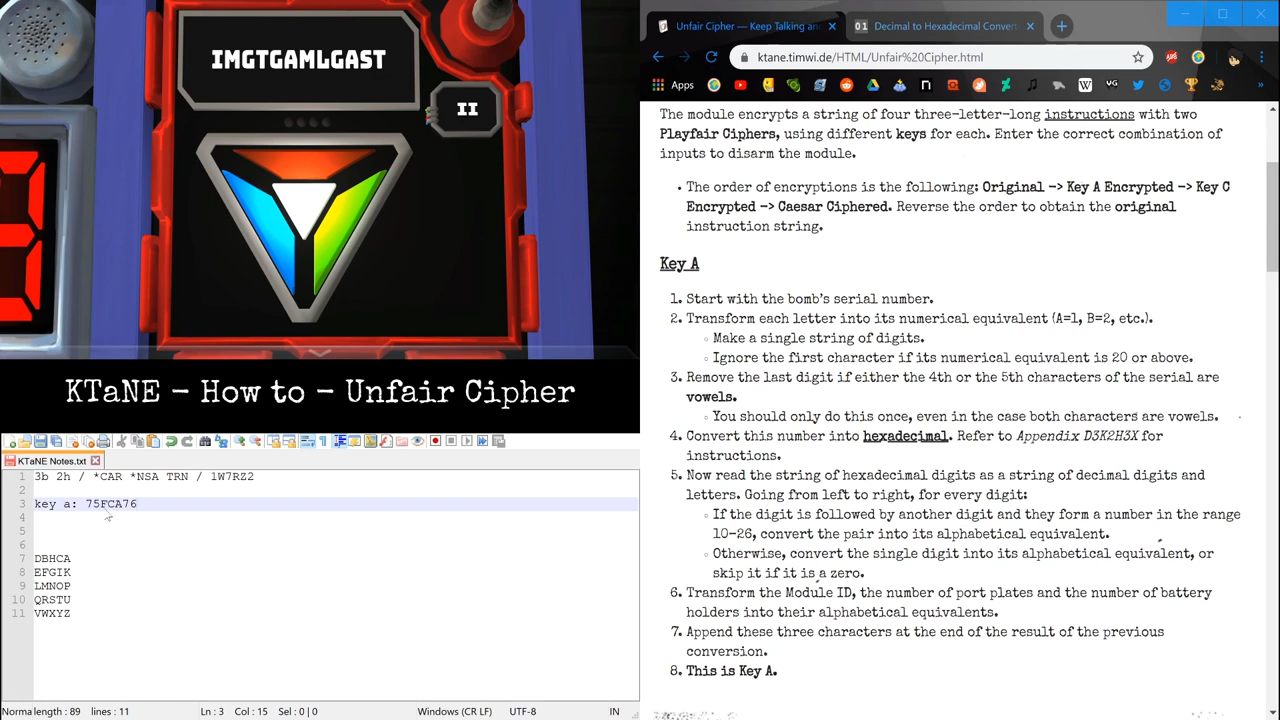 IMGTGAMLGAST
II
KTaNE – How to – Unfair Cipher
KTaNE Notes.txt
1 3b 2h / *CAR *NSA TRN / 1W7RZ2
2
3 key a: 75FCA76
4
5
6
7 DBHCA
8 EFGIK
9 LMNOP
10 QRSTU
11 VWXYZ
Norma length : 89 lines : 11 Ln : 3 Col : 15 Sel : 0 | 0 Windows (CR LF) UTF-8 IN
Unfair Cipher — Keep Talking an
01 Decimal to Hexadecimal Convert
ktane.timwi.de/HTML/Unfair%20Cipher.html
Apps
The module encrypts a string of four three-letter-long instructions with two
Playfair Ciphers, using different keys for each. Enter the correct combination of
inputs to disarm the module.
• The order of encryptions is the following: Original -> Key A Encrypted -> Key C
Encrypted -> Caesar Ciphered. Reverse the order to obtain the original
instruction string.
Key A
1. Start with the bomb's serial number.
2. Transform each letter into its numerical equivalent (A=1, B=2, etc.).
◦ Make a single string of digits.
◦ Ignore the first character if its numerical equivalent is 20 or above.
3. Remove the last digit if either the 4th or the 5th characters of the serial are
vowels.
◦ You should only do this once, even in the case both characters are vowels.
4. Convert this number into hexadecimal. Refer to Appendix D3K2H3X for
instructions.
5. Now read the string of hexadecimal digits as a string of decimal digits and
letters. Going from left to right, for every digit:
◦ If the digit is followed by another digit and they form a number in the range
10-26, convert the pair into its alphabetical equivalent.
◦ Otherwise, convert the single digit into its alphabetical equivalent, or
skip it if it is a zero.
6. Transform the Module ID, the number of port plates and the number of battery
holders into their alphabetical equivalents.
7. Append these three characters at the end of the result of the previous
conversion.
8. This is Key A.